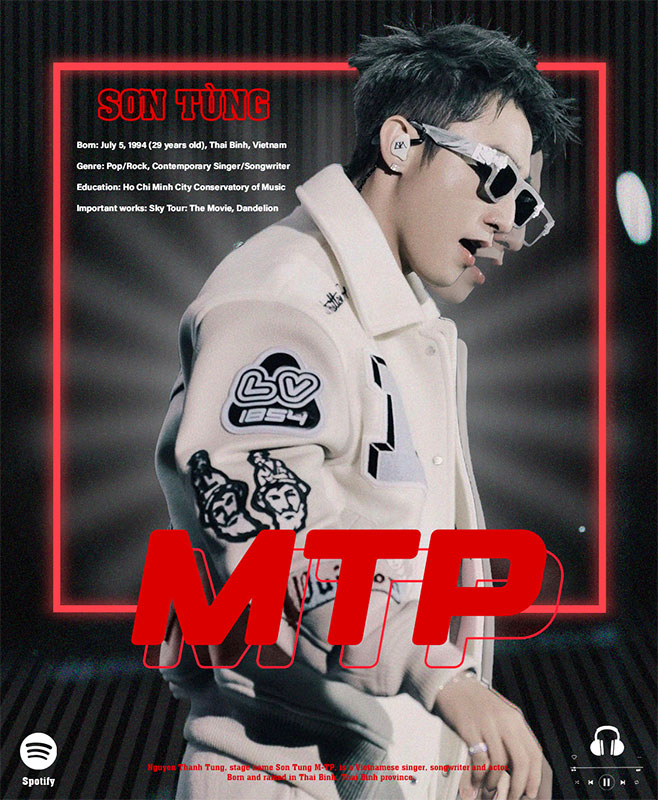 SON TÙNG
Born: July 5, 1994 (29 years old), Thai Binh, Vietnam
Genre: Pop/Rock, Contemporary Singer/Songwriter
Education: Ho Chi Minh City Conservatory of Music
Important works: Sky Tour: The Movie, Dandelion
LV
1854
MTP
Nguyen Thanh Tung, stage name Son Tung M-TP, is a Vietnamese singer, songwriter and actor.
Born and raised in Thai Binh, Thai Binh province.
Spotify